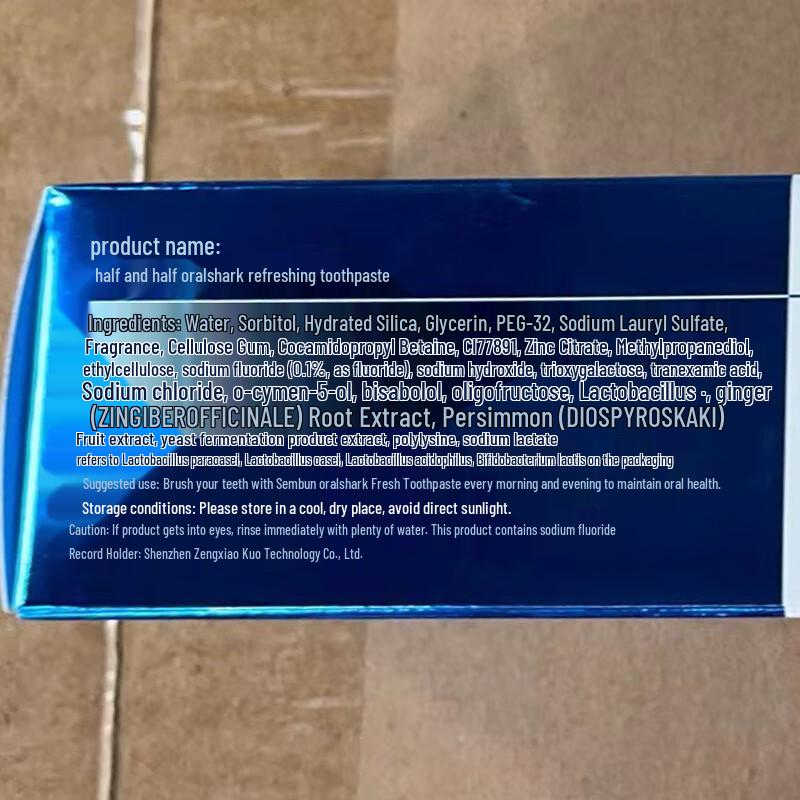 product name:
half and half oralshark refreshing toothpaste
Ingredients: Water, Sorbitol, Hydrated Silica, Glycerin, PEG-32, Sodium Lauryl Sulfate,
Fragrance, Cellulose Gum, Cocamidopropyl Betaine, CI77891, Zinc Citrate, Methylpropanediol,
ethylcellulose, sodium fluoride (0.1%, as fluoride), sodium hydroxide, trioxygalactose, tranexamic acid,
Sodium chloride, o-cymen-5-ol, bisabolol, oligofructose, Lactobacillus ·, ginger
(ZINGIBEROFFICINALE) Root Extract, Persimmon (DIOSPYROSKAKI)
Fruit extract, yeast fermentation product extract, polylysine, sodium lactate
refers to Lactobacillus paracasei, Lactobacillus casei, Lactobacillus acidophilus, Bifidobacterium lactis on the packaging
Suggested use: Brush your teeth with Sembun oralshark Fresh Toothpaste every morning and evening to maintain oral health.
Storage conditions: Please store in a cool, dry place, avoid direct sunlight.
Caution: If product gets into eyes, rinse immediately with plenty of water. This product contains sodium fluoride
Record Holder: Shenzhen Zengxiao Kuo Technology Co., Ltd.